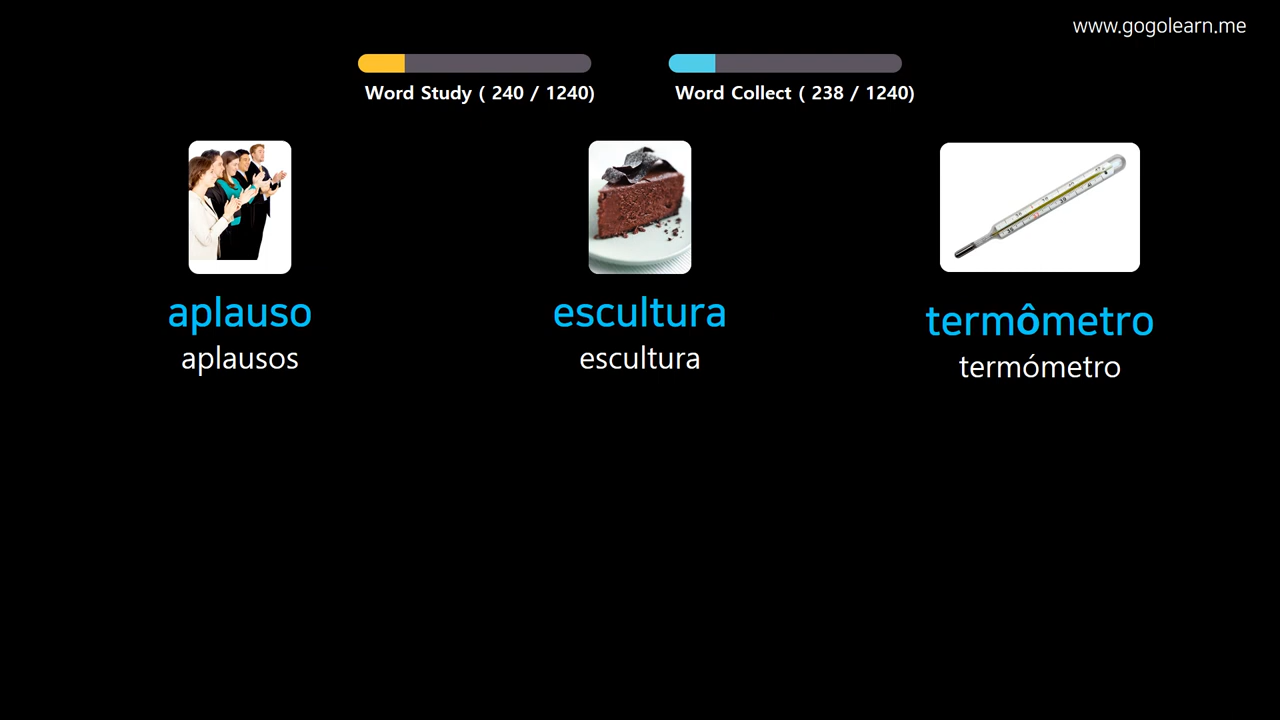 www.gogolearn.me
Word Study ( 240 / 1240)
Word Collect ( 238 / 1240)
aplauso
aplausos
escultura
escultura
termômetro
termómetro